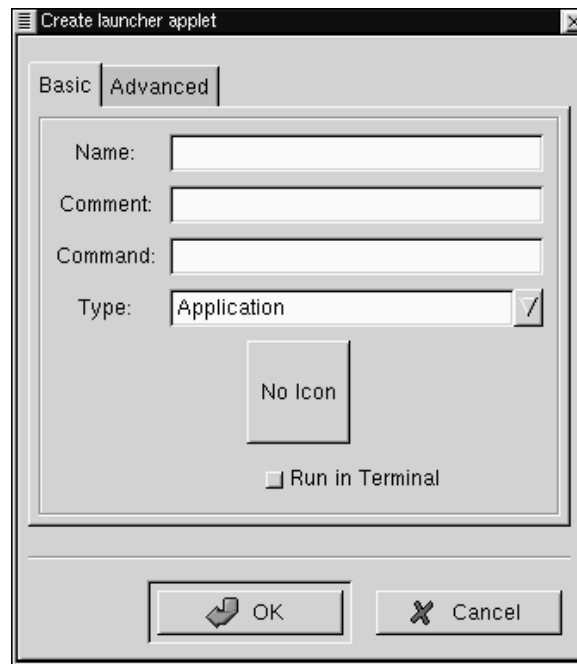 Create launcher applet
Basic Advanced
Name:
Comment:
Command:
Type: Application
No Icon
Run in Terminal
OK Cancel